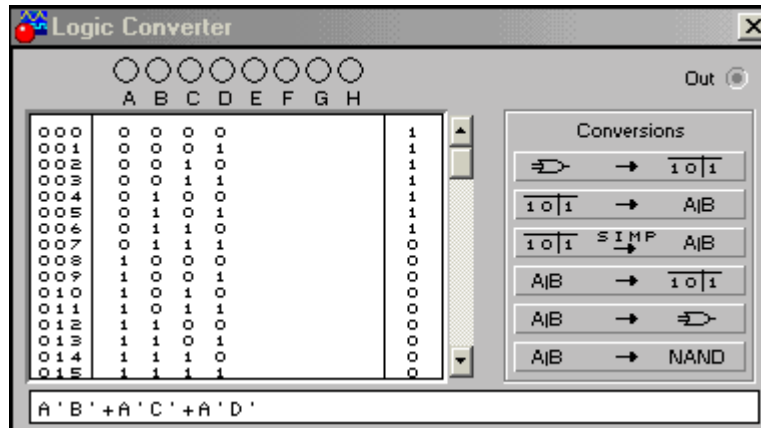 Logic Converter
A B C D E F G H
Out
000 0 0 0 0 1
001 0 0 0 1 1
002 0 0 1 0 1
003 0 0 1 1 1
004 0 1 0 0 1
005 0 1 0 1 1
006 0 1 1 0 1
007 0 1 1 1 0
008 1 0 0 0 0
009 1 0 0 1 0
010 1 0 1 0 0
011 1 0 1 1 0
012 1 1 0 0 0
013 1 1 0 1 0
014 1 1 1 0 0
015 1 1 1 1 0
Conversions
→ 1 0|1
1 0|1 → A|B
1 0|1 SIMP → A|B
A|B → 1 0|1
A|B →
A|B → NAND
A'B'+A'C'+A'D'